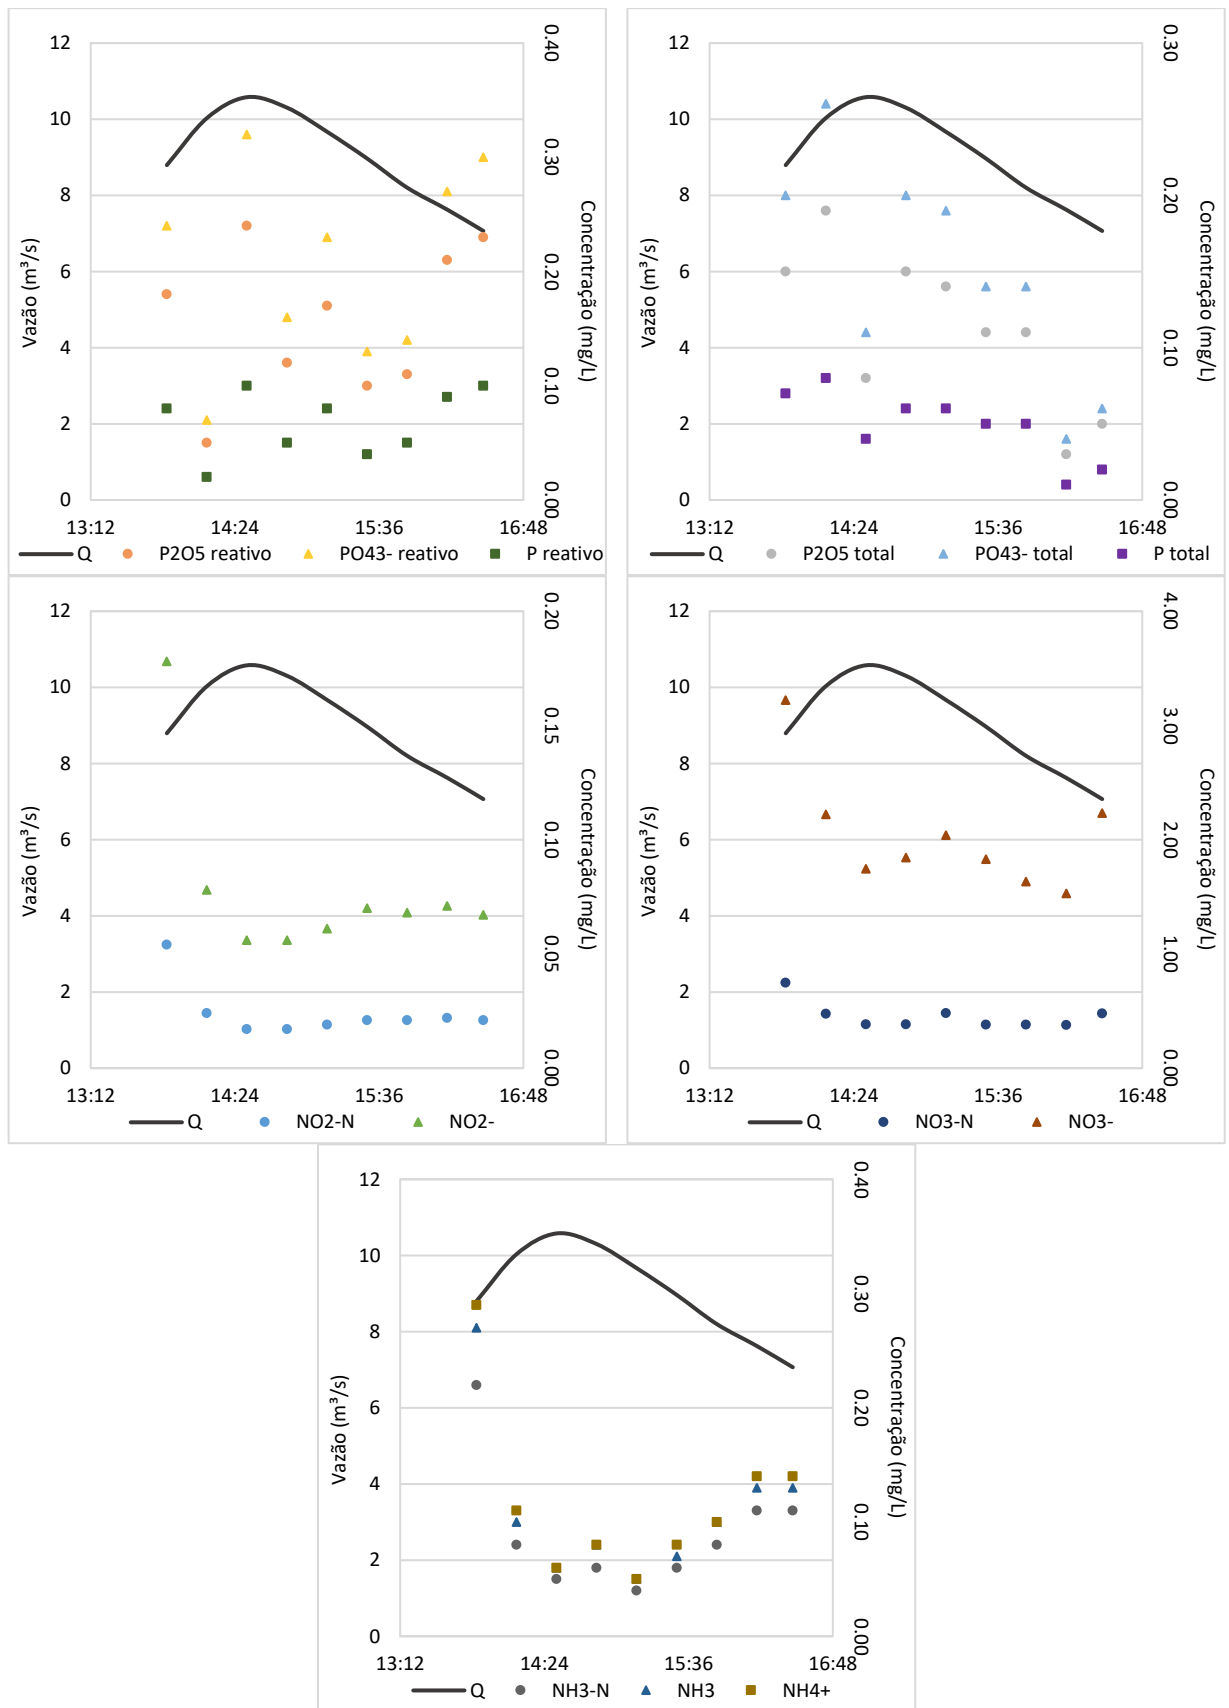 12
10
8
6
4
2
0
Vazão (m³/s)
0.40
0.30
0.20
0.10
0.00
Concentração (mg/L)
13:12 14:24 15:36 16:48
Q P2O5 reativo PO43- reativo P reativo
12
10
8
6
4
2
0
Vazão (m³/s)
0.30
0.20
0.10
0.00
Concentração (mg/L)
13:12 14:24 15:36 16:48
Q P2O5 total PO43- total P total
12
10
8
6
4
2
0
Vazão (m³/s)
0.20
0.15
0.10
0.05
0.00
Concentração (mg/L)
13:12 14:24 15:36 16:48
Q NO2-N NO2-
12
10
8
6
4
2
0
Vazão (m³/s)
4.00
3.00
2.00
1.00
0.00
Concentração (mg/L)
13:12 14:24 15:36 16:48
Q NO3-N NO3-
12
10
8
6
4
2
0
Vazão (m³/s)
0.40
0.30
0.20
0.10
0.00
Concentração (mg/L)
13:12 14:24 15:36 16:48
Q NH3-N NH3 NH4+